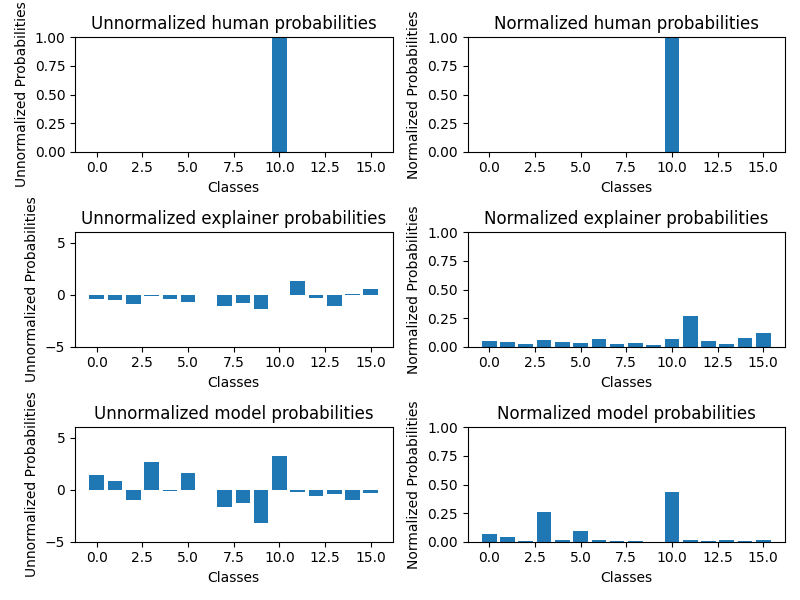 Unnormalized human probabilities
Unnormalized Probabilities
1.00
0.75
0.50
0.25
0.00
0.0 2.5 5.0 7.5 10.0 12.5 15.0
Classes
Normalized human probabilities
Normalized Probabilities
1.00
0.75
0.50
0.25
0.00
0.0 2.5 5.0 7.5 10.0 12.5 15.0
Classes
Unnormalized explainer probabilities
Unnormalized Probabilities
5
0
−5
0.0 2.5 5.0 7.5 10.0 12.5 15.0
Classes
Normalized explainer probabilities
Normalized Probabilities
1.00
0.75
0.50
0.25
0.00
0.0 2.5 5.0 7.5 10.0 12.5 15.0
Classes
Unnormalized model probabilities
Unnormalized Probabilities
5
0
−5
0.0 2.5 5.0 7.5 10.0 12.5 15.0
Classes
Normalized model probabilities
Normalized Probabilities
1.00
0.75
0.50
0.25
0.00
0.0 2.5 5.0 7.5 10.0 12.5 15.0
Classes